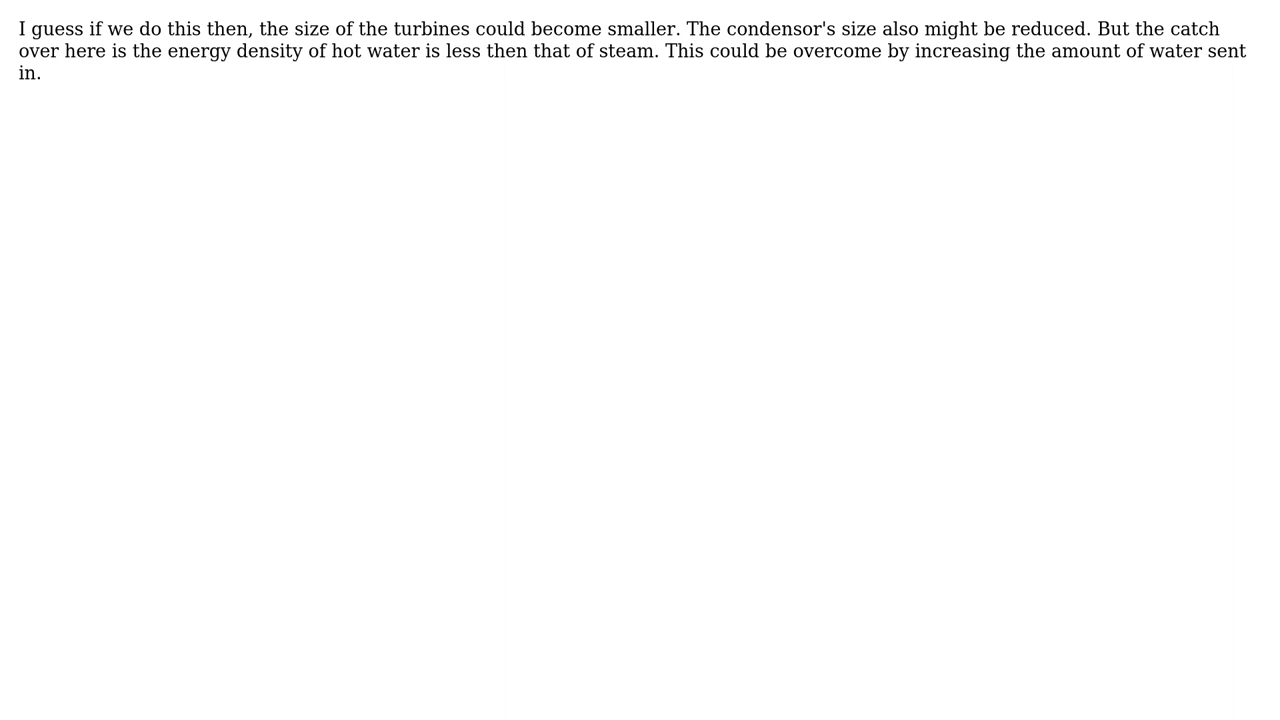 I guess if we do this then, the size of the turbines could become smaller. The condensor's size also might be reduced. But the catch
over here is the energy density of hot water is less then that of steam. This could be overcome by increasing the amount of water sent
in.